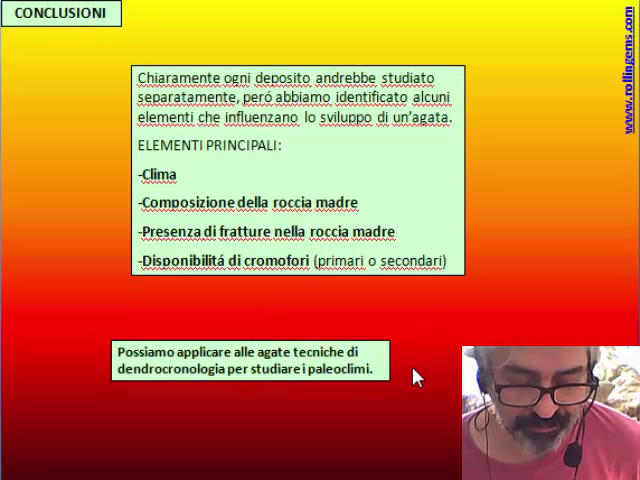 CONCLUSIONI
www.rollingems.com
Chiaramente ogni deposito andrebbe studiato
separatamente, peró abbiamo identificato alcuni
elementi che influenzano lo sviluppo di un'agata.
ELEMENTI PRINCIPALI:
-Clima
-Composizione della roccia madre
-Presenza di fratture nella roccia madre
-Disponibilitá di cromofori (primari o secondari)
Possiamo applicare alle agate tecniche di
dendrocronologia per studiare i paleoclimi.